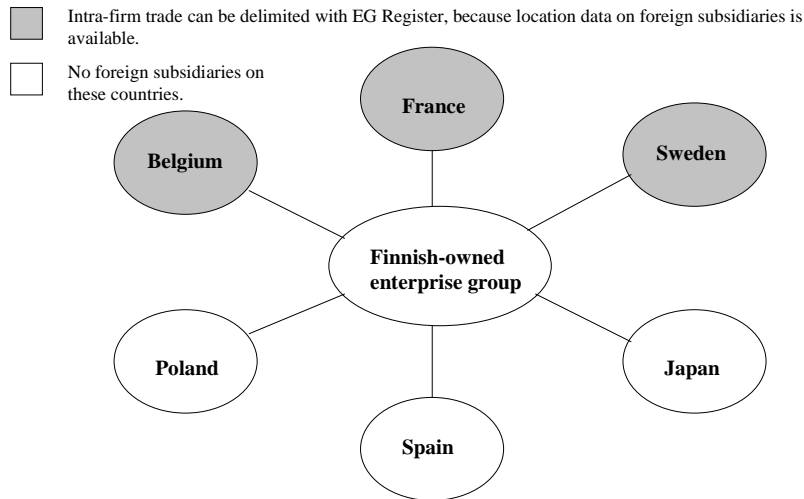 Intra-firm trade can be delimited with EG Register, because location data on foreign subsidiaries is
available.
No foreign subsidiaries on
these countries.
France
Belgium
Sweden
Finnish-owned
enterprise group
Poland
Japan
Spain